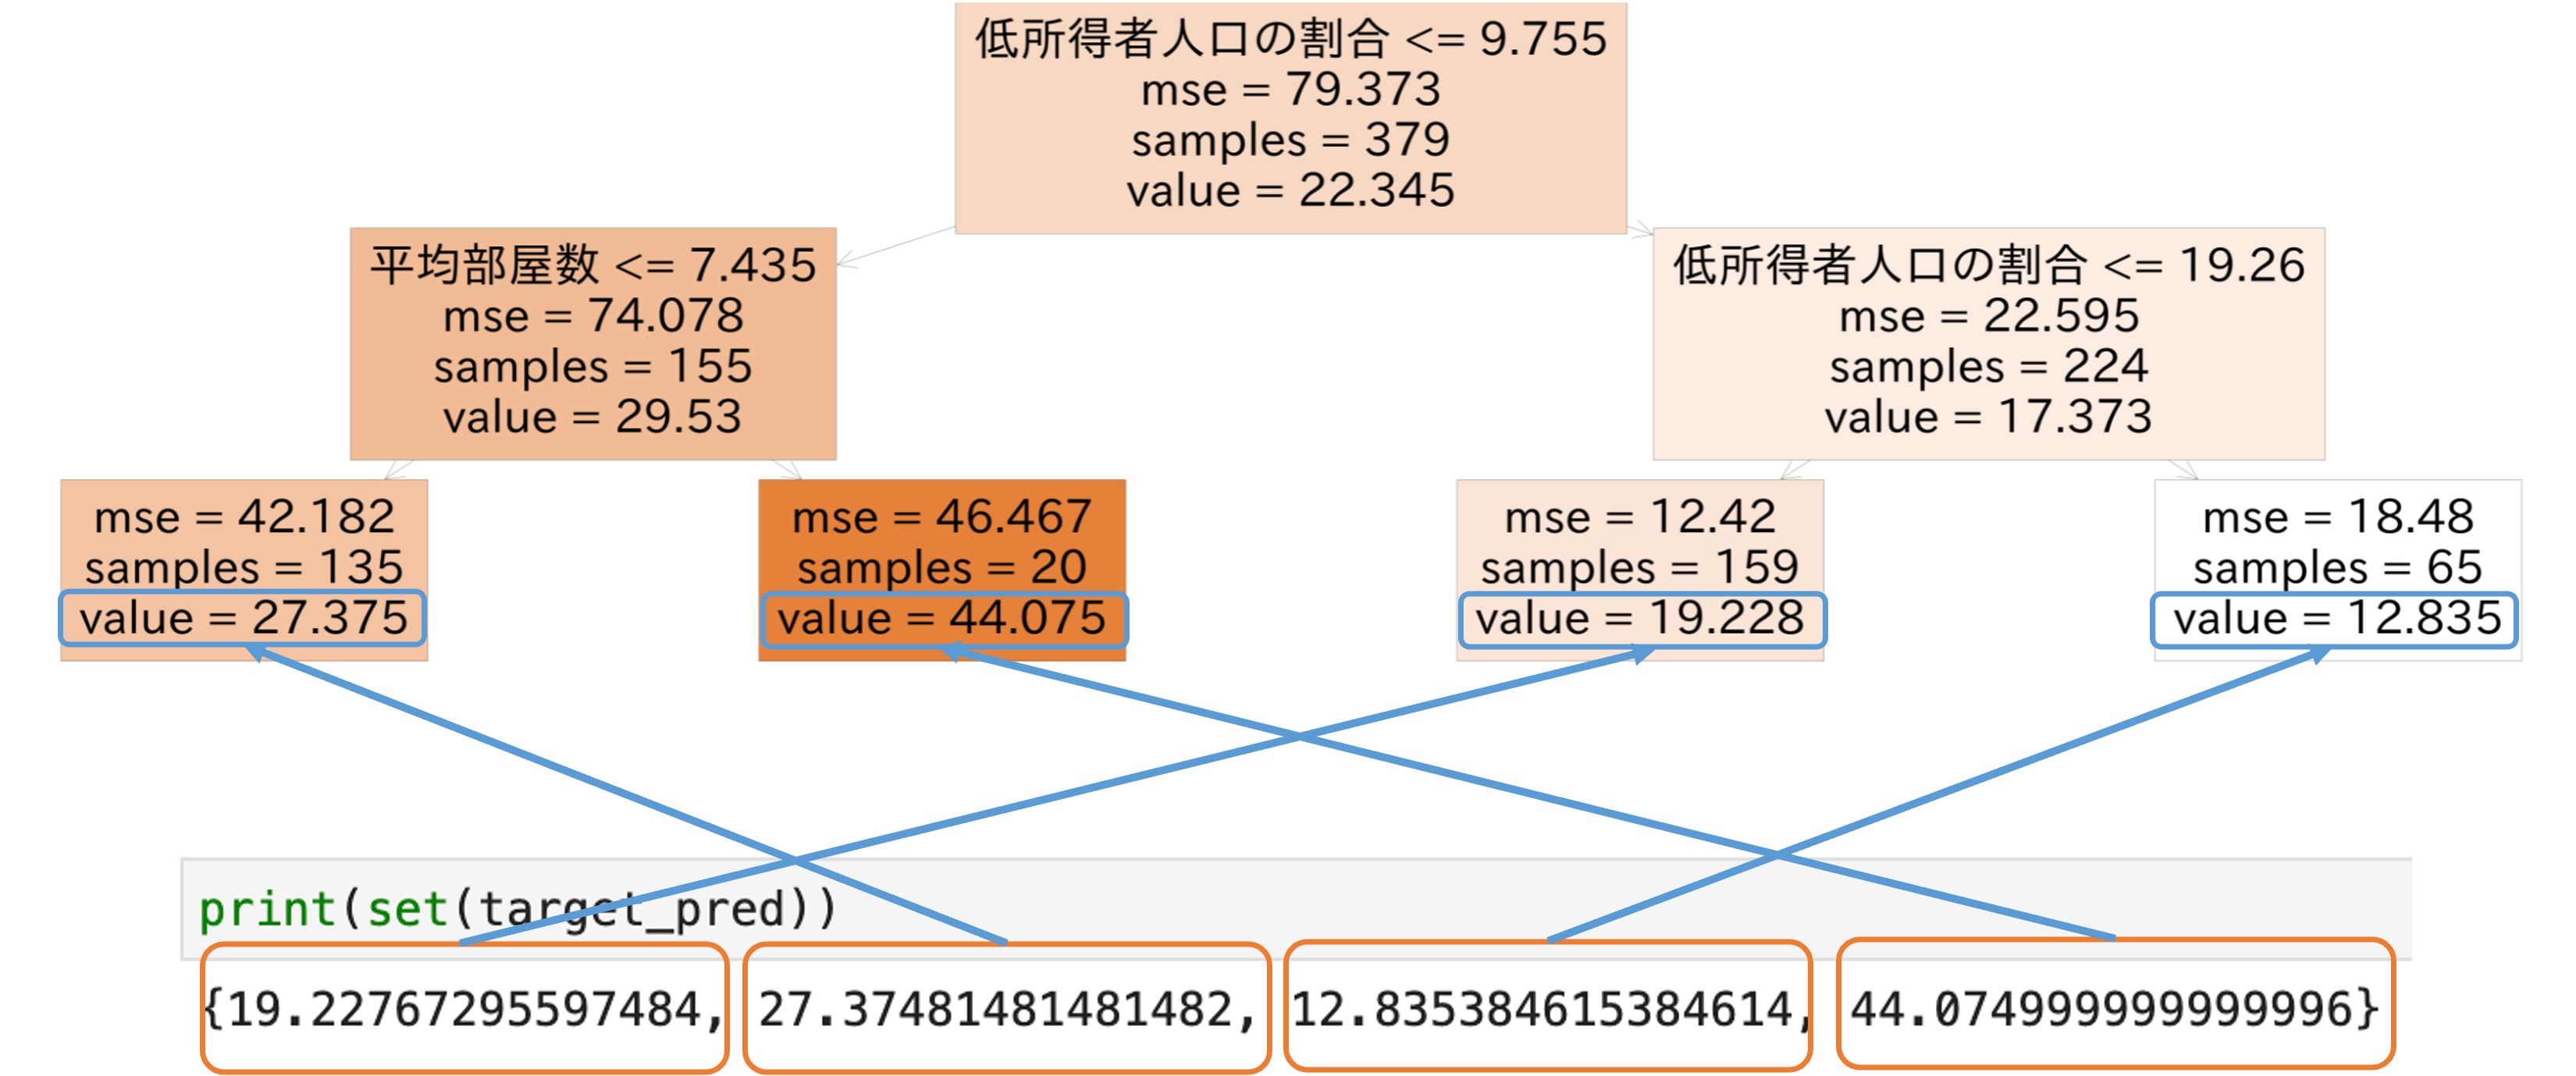 低所得者人口の割合 <= 9.755
mse = 79.373
samples = 379
value = 22.345
平均部屋数 <= 7.435
mse = 74.078
samples = 155
value = 29.53
低所得者人口の割合 <= 19.26
mse = 22.595
samples = 224
value = 17.373
mse = 42.182
samples = 135
value = 27.375
mse = 46.467
samples = 20
value = 44.075
mse = 12.42
samples = 159
value = 19.228
mse = 18.48
samples = 65
value = 12.835
print(set(target_pred))
{19.22767295597484, 27.37481481481482, 12.835384615384614, 44.074999999999996}